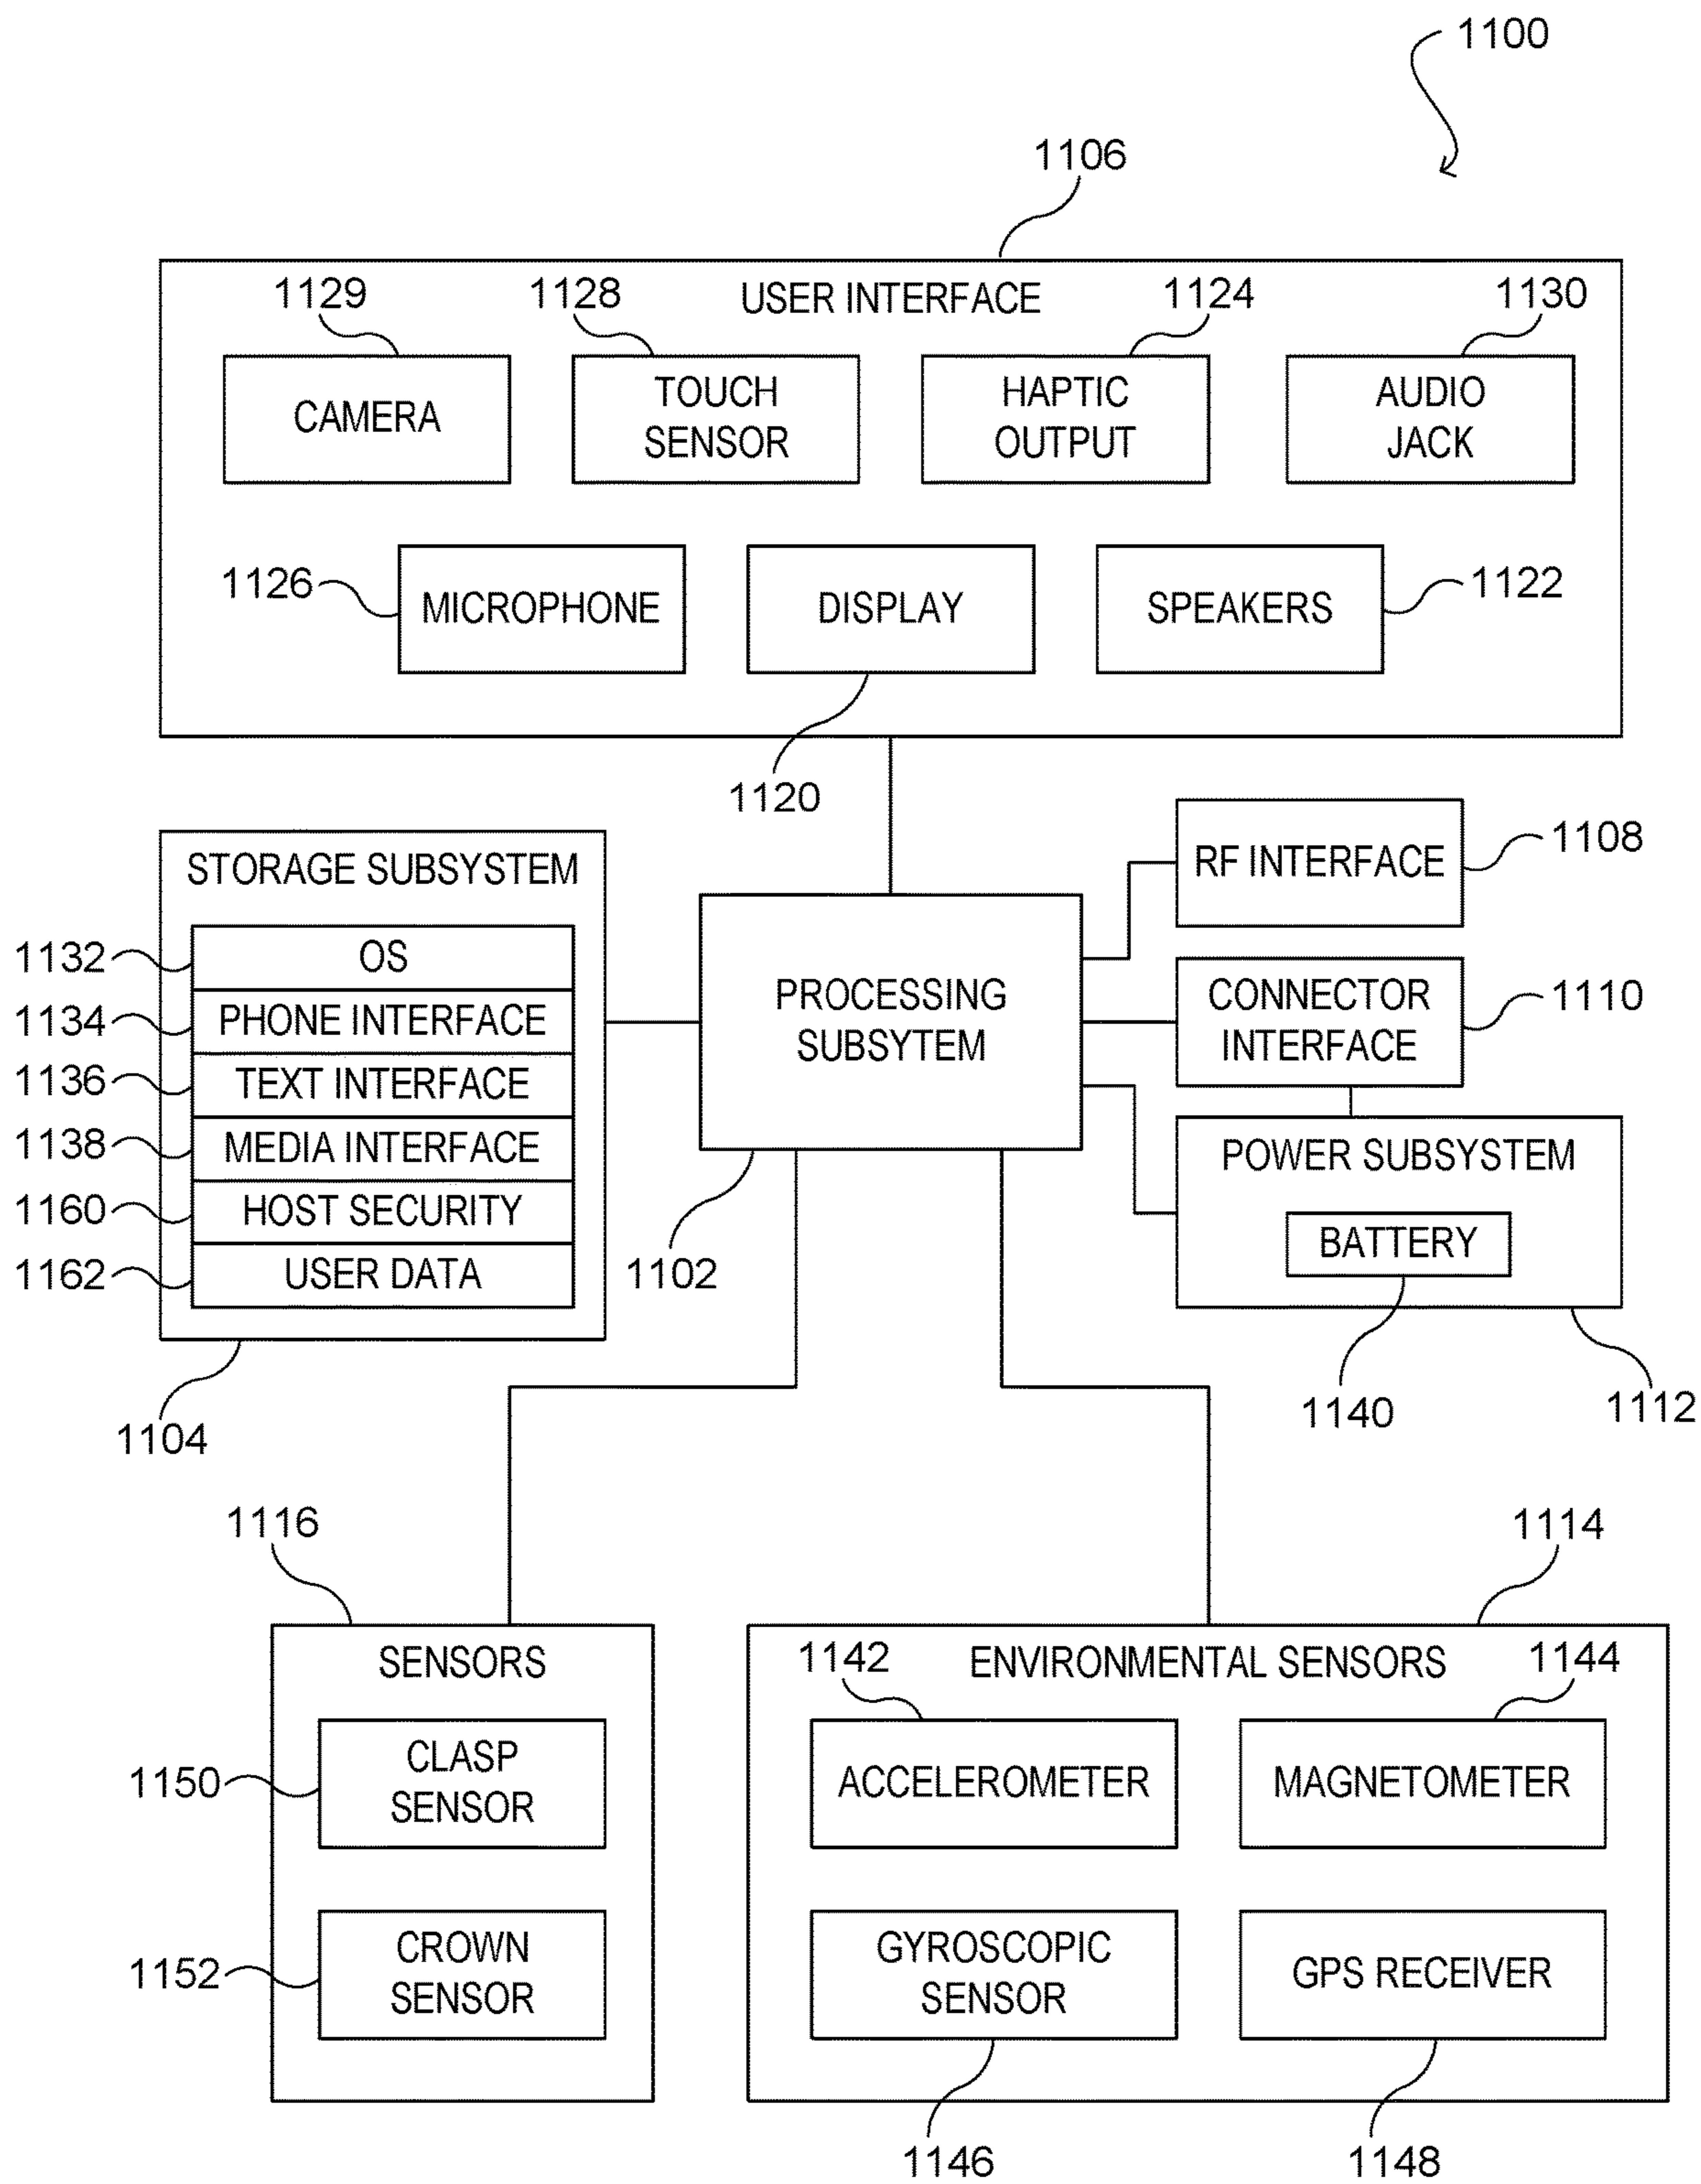 1100
1106
USER INTERFACE
1129
1128
1124
1130
CAMERA
TOUCH
SENSOR
HAPTIC
OUTPUT
AUDIO
JACK
1126
MICROPHONE
DISPLAY
SPEAKERS
1122
1120
STORAGE SUBSYSTEM
1132
OS
1134
PHONE INTERFACE
1136
TEXT INTERFACE
1138
MEDIA INTERFACE
1160
HOST SECURITY
1162
USER DATA
1104
PROCESSING
SUBSYTEM
1102
RF INTERFACE
1108
CONNECTOR
INTERFACE
1110
POWER SUBSYSTEM
BATTERY
1140
1112
1116
SENSORS
1150
CLASP
SENSOR
1152
CROWN
SENSOR
1114
ENVIRONMENTAL SENSORS
1142
1144
ACCELEROMETER
MAGNETOMETER
GYROSCOPIC
SENSOR
GPS RECEIVER
1146
1148